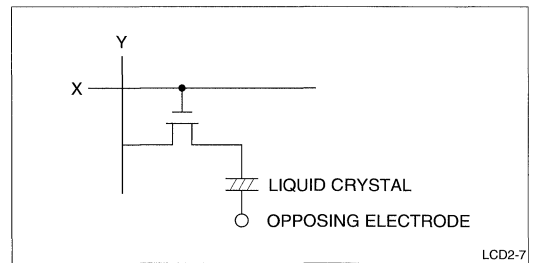 Y
X
LIQUID CRYSTAL
OPPOSING ELECTRODE
LCD2-7